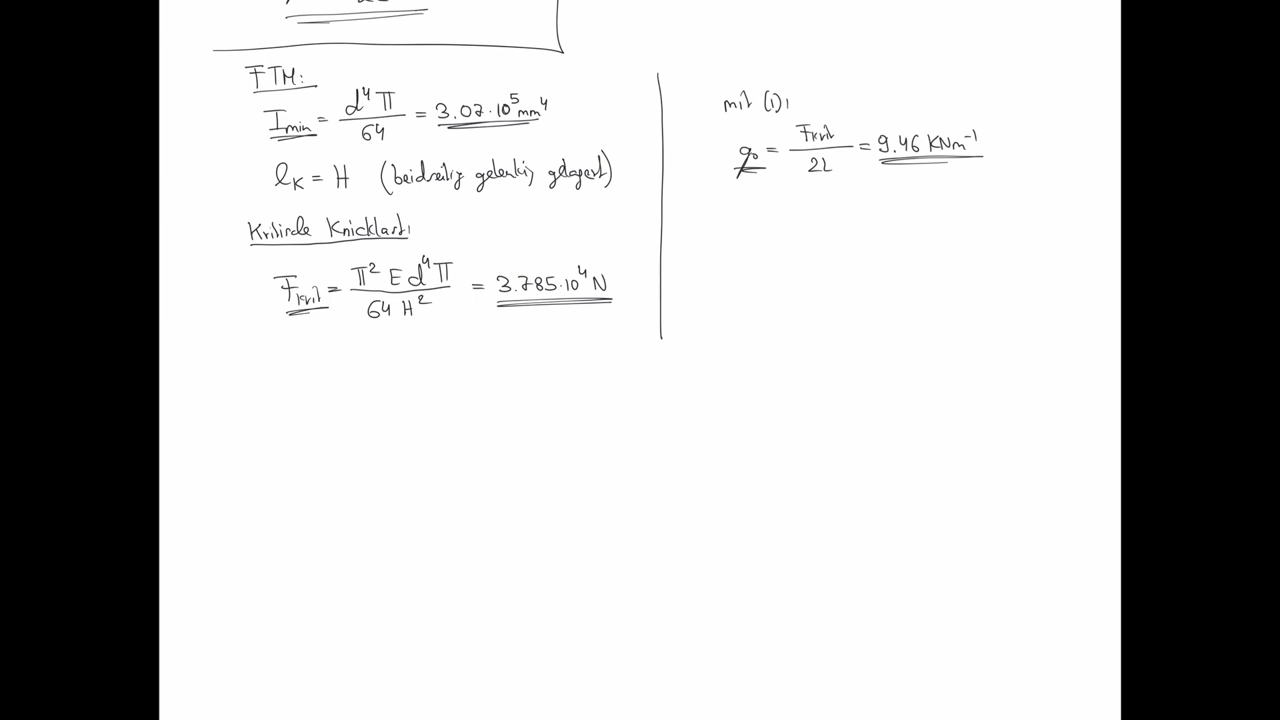 FTM:
I_min = d⁴π / 64 = 3.07·10⁵ mm⁴
l_K = H (beidseitig gelenkig gelagert)
Kritische Knicklast:
F_krit = π² E d⁴ π / 64 H² = 3.785·10⁴ N
mit (1):
q₀ = F_krit / 2L = 9.46 KNm⁻¹